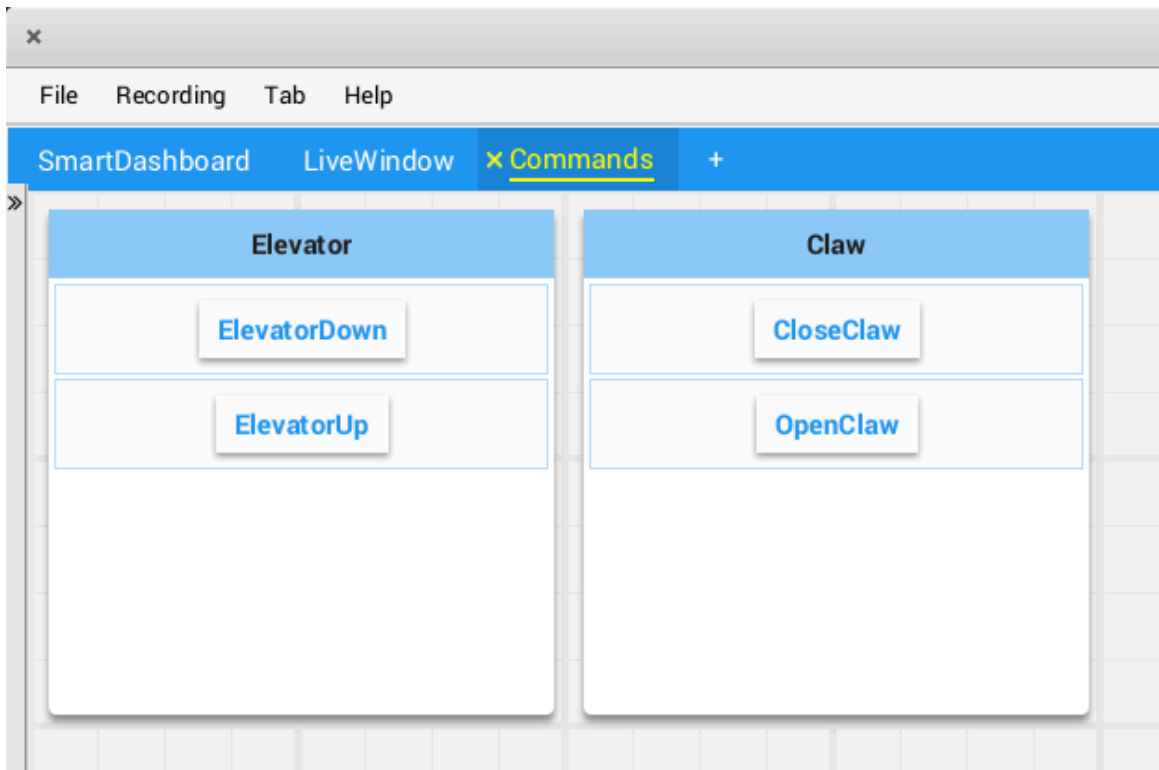 File Recording Tab Help
SmartDashboard LiveWindow × Commands +
Elevator
ElevatorDown
ElevatorUp
Claw
CloseClaw
OpenClaw